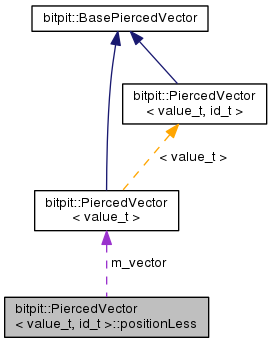 bitpit::BasePiercedVector
bitpit::PiercedVector
< value_t, id_t >
< value_t >
bitpit::PiercedVector
< value_t >
m_vector
bitpit::PiercedVector
< value_t, id_t >::positionLess